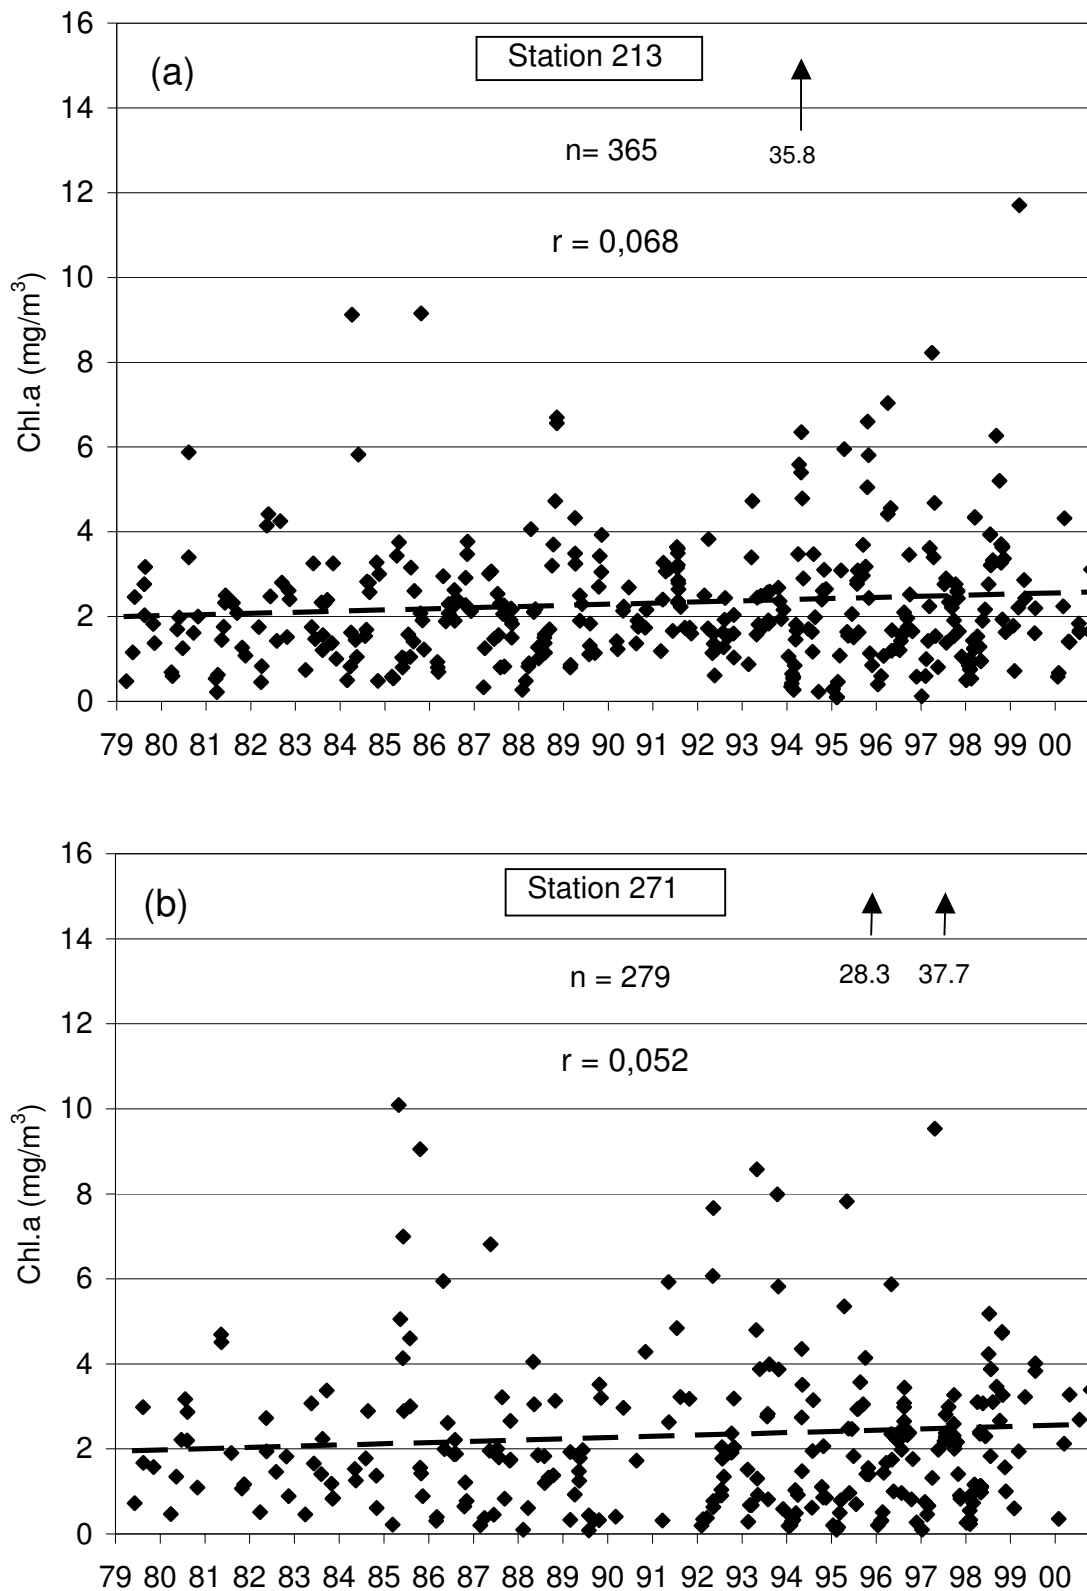 16
(a)
Station 213
14
n= 365
35.8
12
r = 0,068
10
Chl.a (mg/m³)
8
6
4
2
0
79 80 81 82 83 84 85 86 87 88 89 90 91 92 93 94 95 96 97 98 99 00
16
(b)
Station 271
14
n = 279
28.3 37.7
12
r = 0,052
10
Chl.a (mg/m³)
8
6
4
2
0
79 80 81 82 83 84 85 86 87 88 89 90 91 92 93 94 95 96 97 98 99 00